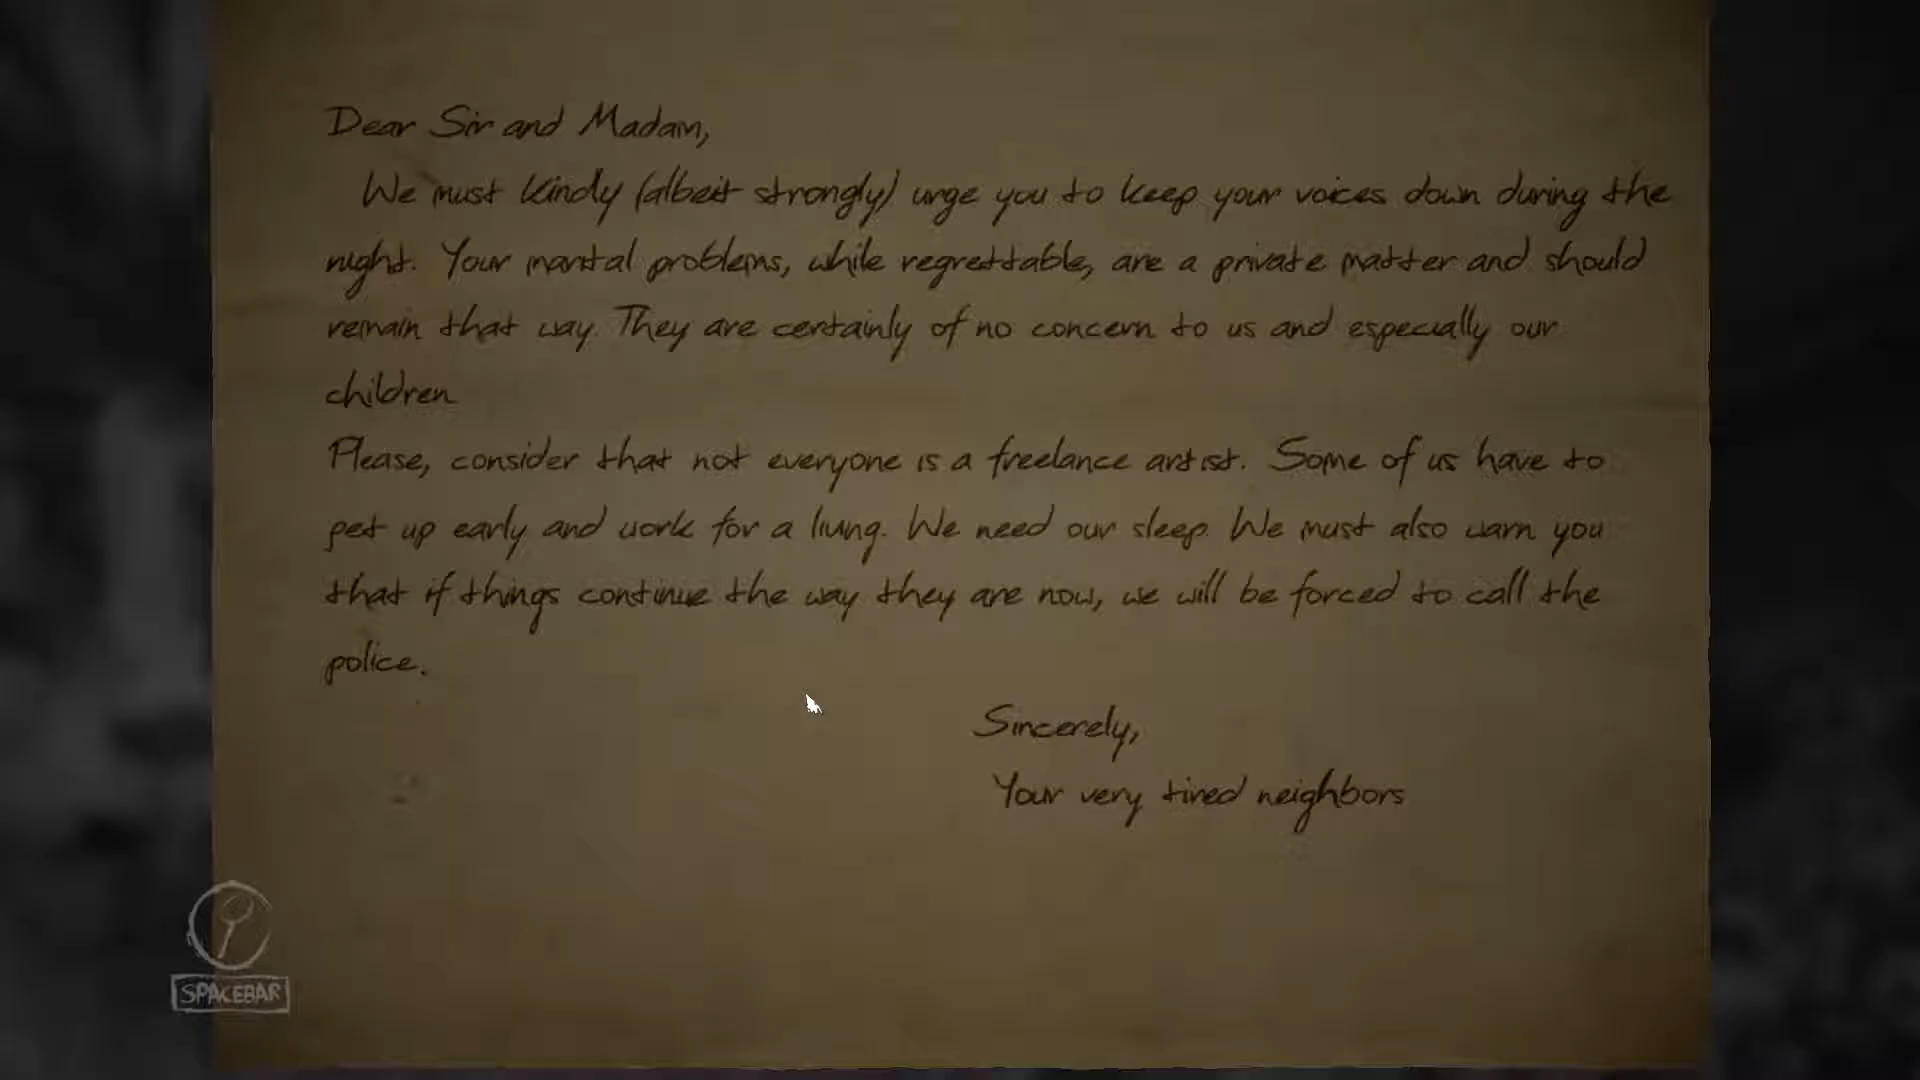 Dear Sir and Madam,
We must kindy (albeit strongly) urge you to keep your voices down during the
night. Your marital problems, while regrettable, are a private matter and should
remain that way. They are certainly of no concern to us and especially our
children.
Please, consider that not everyone is a freelance artist. Some of us have to
get up early and work for a living. We need our sleep. We must also warn you
that if things continue the way they are now, we will be forced to call the
police.
Sincerely,
Your very tired neighbors
SPACEBAR